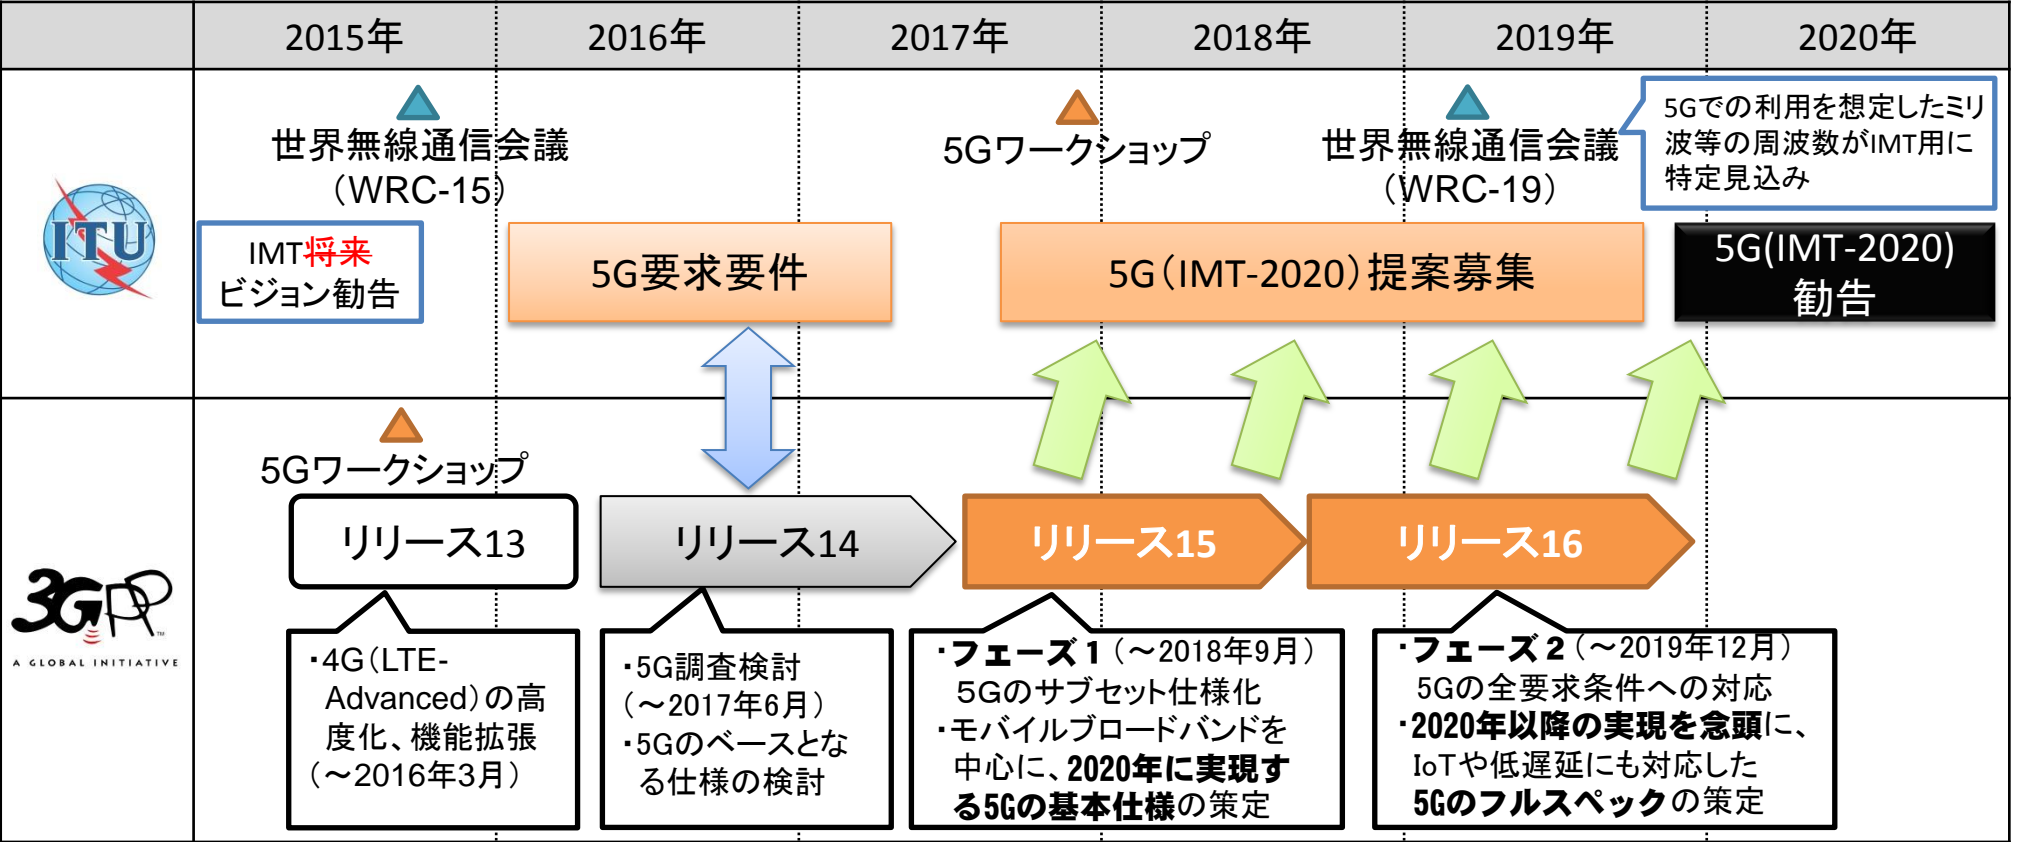 2015年
2016年
2017年
2018年
2019年
2020年
世界無線通信会議
（WRC-15）
5Gワークショップ
世界無線通信会議
（WRC-19）
5Gでの利用を想定したミリ
波等の周波数がIMT用に
特定見込み
ITU
IMT将来
ビジョン勧告
5G要求要件
5G（IMT-2020）提案募集
5G(IMT-2020)
勧告
5Gワークショップ
リリース13
リリース14
リリース15
リリース16
3GPP
TM
A GLOBAL INITIATIVE
・4G（LTE-
Advanced）の高
度化、機能拡張
（～2016年3月）
・5G調査検討
（～2017年6月）
・5Gのベースとな
る仕様の検討
・フェーズ１（～2018年9月）
５Gのサブセット仕様化
・モバイルブロードバンドを
中心に、2020年に実現す
る5Gの基本仕様の策定
・フェーズ２（～2019年12月）
5Gの全要求条件への対応
・2020年以降の実現を念頭に、
IoTや低遅延にも対応した
5Gのフルスペックの策定